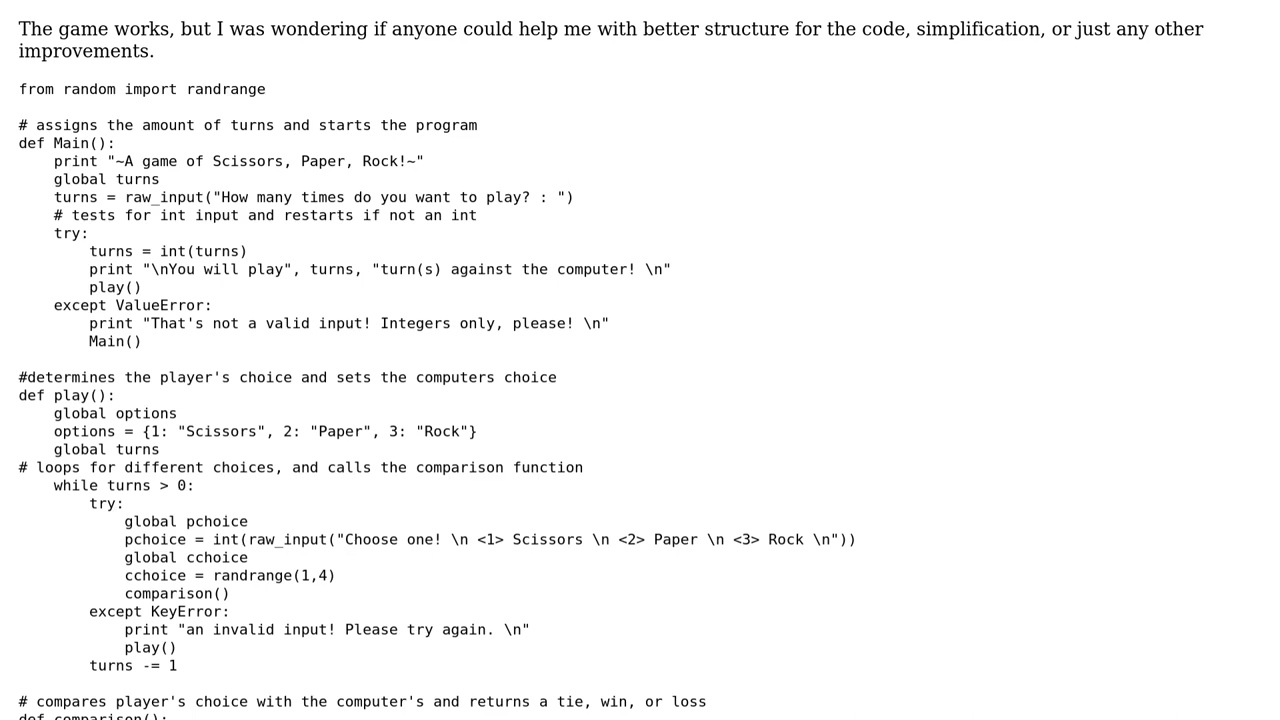 The game works, but I was wondering if anyone could help me with better structure for the code, simplification, or just any other
improvements.
from random import randrange
# assigns the amount of turns and starts the program
def Main():
    print "~A game of Scissors, Paper, Rock!~"
    global turns
    turns = raw_input("How many times do you want to play? : ")
    # tests for int input and restarts if not an int
    try:
        turns = int(turns)
        print "\nYou will play", turns, "turn(s) against the computer! \n"
        play()
    except ValueError:
        print "That's not a valid input! Integers only, please! \n"
        Main()
#determines the player's choice and sets the computers choice
def play():
    global options
    options = {1: "Scissors", 2: "Paper", 3: "Rock"}
    global turns
# loops for different choices, and calls the comparison function
    while turns > 0:
        try:
            global pchoice
            pchoice = int(raw_input("Choose one! \n <1> Scissors \n <2> Paper \n <3> Rock \n"))
            global cchoice
            cchoice = randrange(1,4)
            comparison()
        except KeyError:
            print "an invalid input! Please try again. \n"
            play()
        turns -= 1
# compares player's choice with the computer's and returns a tie, win, or loss
def comparison():